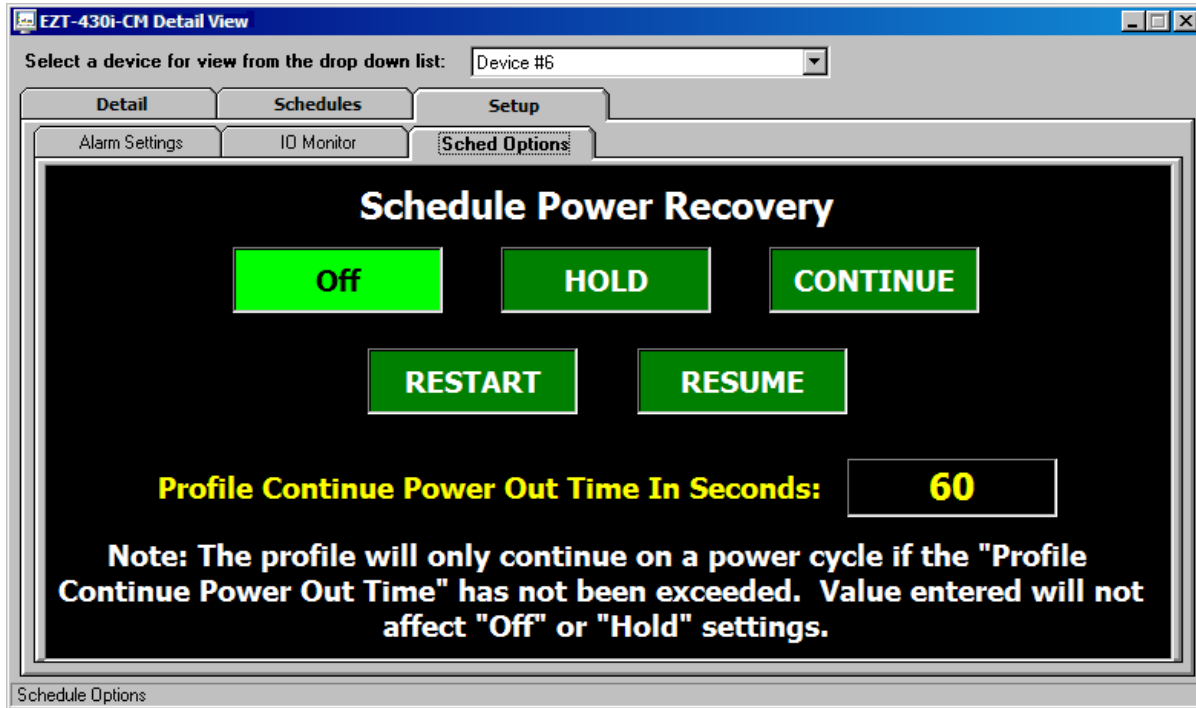 EZT-430i-CM Detail View
Select a device for view from the drop down list: Device #6
Detail Schedules Setup
Alarm Settings IO Monitor Sched Options
Schedule Power Recovery
Off HOLD CONTINUE
RESTART RESUME
Profile Continue Power Out Time In Seconds: 60
Note: The profile will only continue on a power cycle if the "Profile
Continue Power Out Time" has not been exceeded. Value entered will not
affect "Off" or "Hold" settings.
Schedule Options